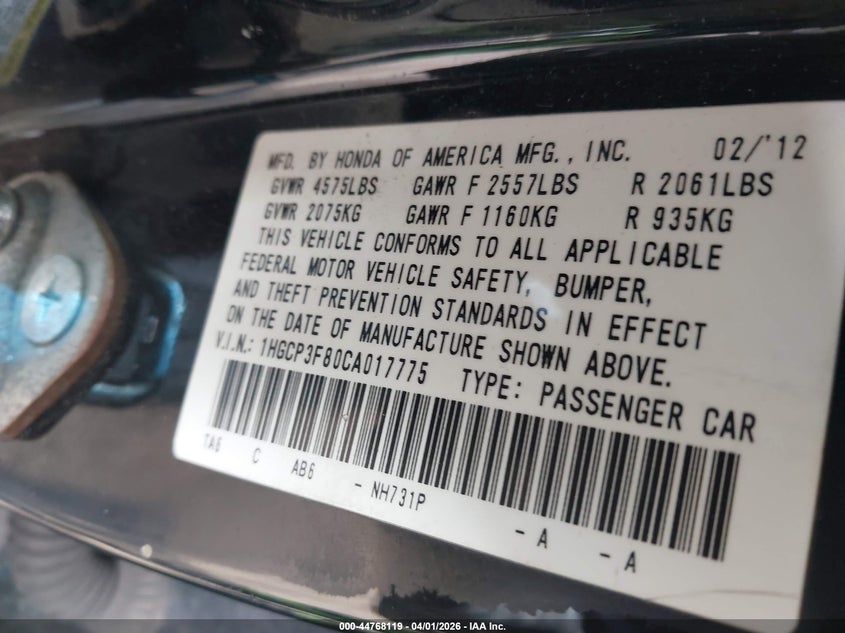 MFD. BY HONDA OF AMERICA MFG., INC. 02/'12
GVWR 4575LBS GAWR F 2557LBS R 2061LBS
GVWR 2075KG GAWR F 1160KG R 935KG
THIS VEHICLE CONFORMS TO ALL APPLICABLE
FEDERAL MOTOR VEHICLE SAFETY, BUMPER,
AND THEFT PREVENTION STANDARDS IN EFFECT
ON THE DATE OF MANUFACTURE SHOWN ABOVE.
V.I.N.: 1HGCP3F80CA017775 TYPE: PASSENGER CAR
TA6 C AB6 - NH731P - A - A
000-44768119 - 04/01/2026 - IAA Inc.